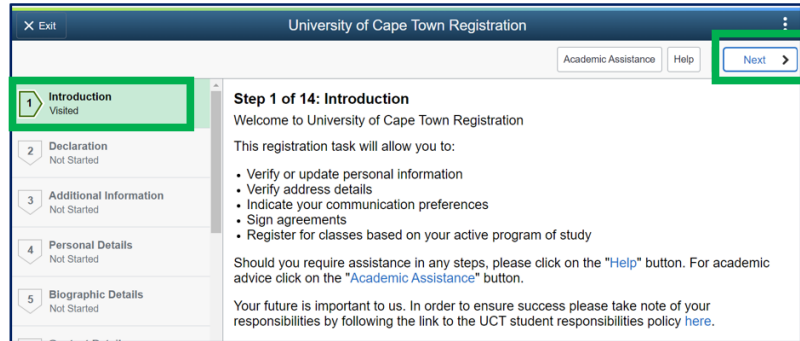 Exit
University of Cape Town Registration
Academic Assistance
Help
Next
1
Introduction
Visited
2
Declaration
Not Started
3
Additional Information
Not Started
4
Personal Details
Not Started
5
Biographic Details
Not Started
Step 1 of 14: Introduction
Welcome to University of Cape Town Registration
This registration task will allow you to:
• Verify or update personal information
• Verify address details
• Indicate your communication preferences
• Sign agreements
• Register for classes based on your active program of study
Should you require assistance in any steps, please click on the "Help" button. For academic
advice click on the "Academic Assistance" button.
Your future is important to us. In order to ensure success please take note of your
responsibilities by following the link to the UCT student responsibilities policy here.